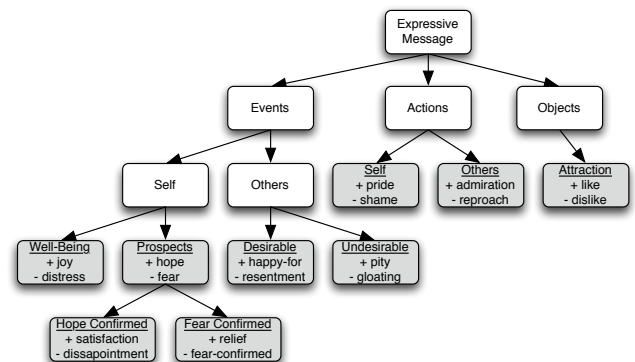 Expressive
Message
Events
Actions
Objects
Self
Others
Self
+ pride
- shame
Others
+ admiration
- reproach
Attraction
+ like
- dislike
Well-Being
+ joy
- distress
Prospects
+ hope
- fear
Desirable
+ happy-for
- resentment
Undesirable
+ pity
- gloating
Hope Confirmed
+ satisfaction
- dissapointment
Fear Confirmed
+ relief
- fear-confirmed